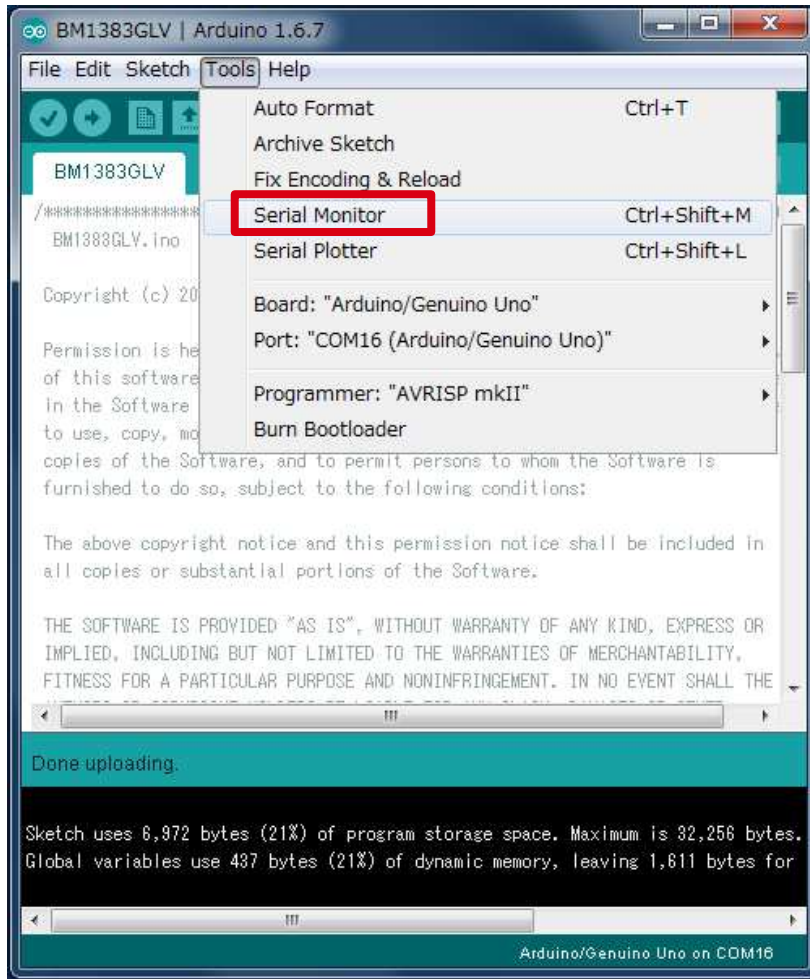 BM1383GLV | Arduino 1.6.7
File Edit Sketch Tools Help
Auto Format Ctrl+T
Archive Sketch
Fix Encoding & Reload
Serial Monitor Ctrl+Shift+M
Serial Plotter Ctrl+Shift+L
Board: "Arduino/Genuino Uno"
Port: "COM16 (Arduino/Genuino Uno)"
Programmer: "AVRISP mkII"
Burn Bootloader
BM1383GLV
/*****************
BM1383GLV.ino
Copyright (c) 20
Permission is he
of this software
in the Software
to use, copy, mo
copies of the Software, and to permit persons to whom the Software is
furnished to do so, subject to the following conditions:
The above copyright notice and this permission notice shall be included in
all copies or substantial portions of the Software.
THE SOFTWARE IS PROVIDED "AS IS", WITHOUT WARRANTY OF ANY KIND, EXPRESS OR
IMPLIED, INCLUDING BUT NOT LIMITED TO THE WARRANTIES OF MERCHANTABILITY,
FITNESS FOR A PARTICULAR PURPOSE AND NONINFRINGEMENT. IN NO EVENT SHALL THE
Done uploading.
Sketch uses 6,972 bytes (21%) of program storage space. Maximum is 32,256 bytes.
Global variables use 437 bytes (21%) of dynamic memory, leaving 1,611 bytes for
Arduino/Genuino Uno on COM16